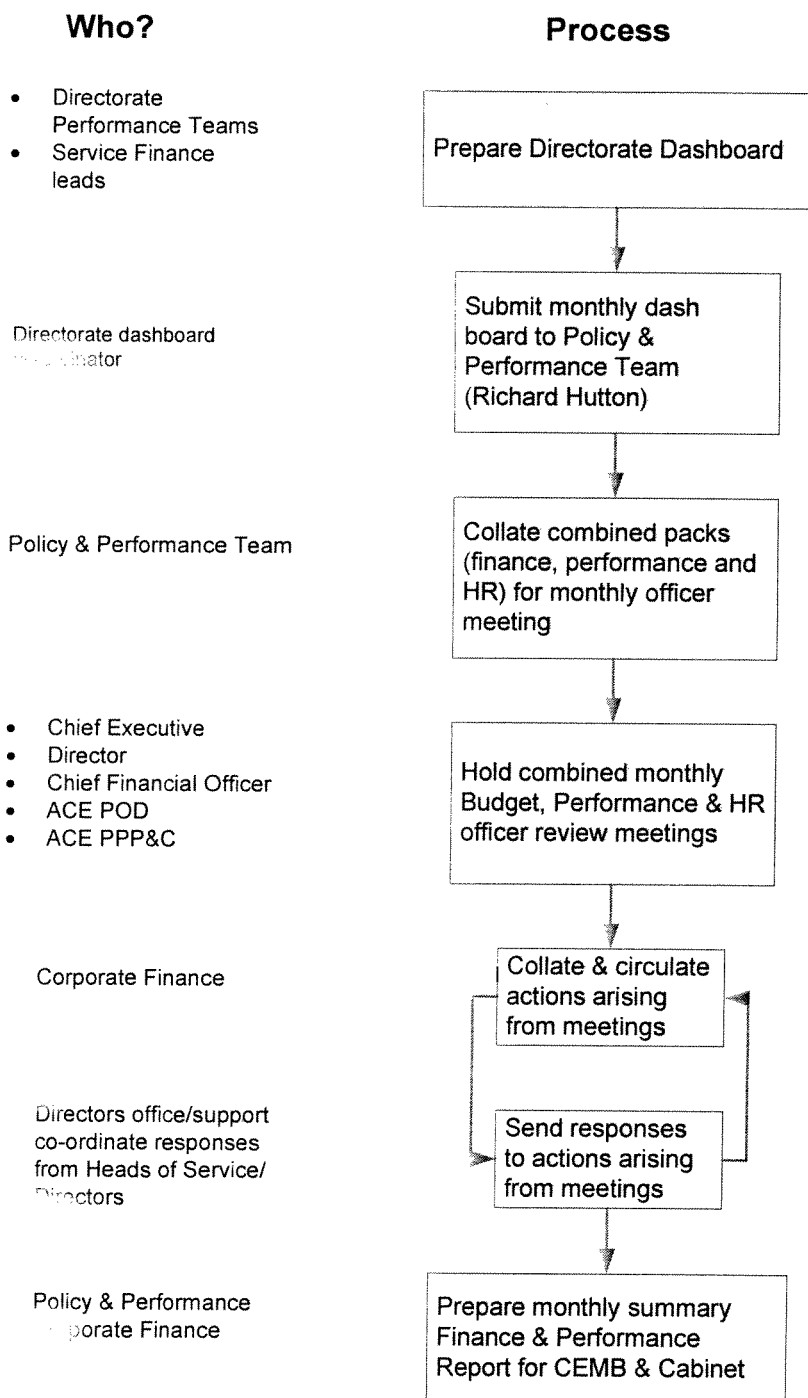 Who?
Process
• Directorate
Performance Teams
• Service Finance
leads
Prepare Directorate Dashboard
Directorate dashboard
Submit monthly dash
board to Policy &
Performance Team
(Richard Hutton)
Policy & Performance Team
Collate combined packs
(finance, performance and
HR) for monthly officer
meeting
• Chief Executive
• Director
• Chief Financial Officer
• ACE POD
• ACE PPP&C
Hold combined monthly
Budget, Performance & HR
officer review meetings
Corporate Finance
Collate & circulate
actions arising
from meetings
Directors office/support
co-ordinate responses
from Heads of Service/
Directors
Send responses
to actions arising
from meetings
Policy & Performance
Finance
Prepare monthly summary
Finance & Performance
Report for CEMB & Cabinet